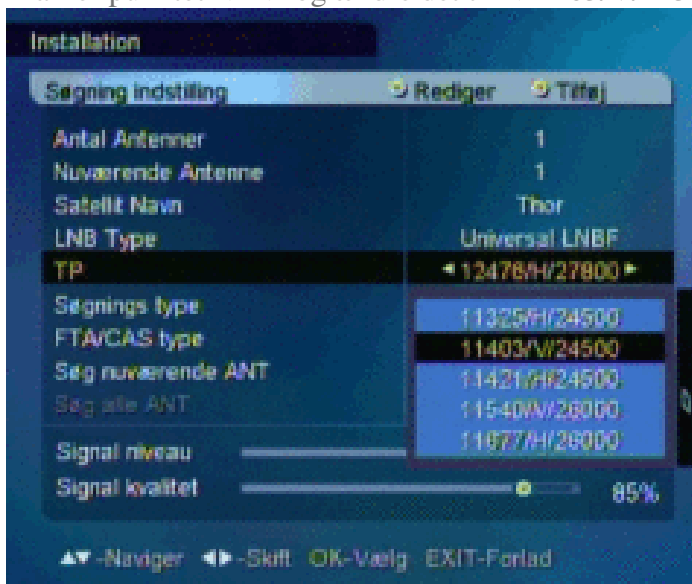 Installation
Søgning indstilling Rediger Tilføj
Antal Antenner 1
Nuværende Antenne 1
Satellit Navn Thor
LNB Type Universal LNBF
TP 12476/H/27800
Søgnings type 11325/H/24500
FTA/CAS type 11403/V/24500
Søg nuværende ANT 11421/H/24500
Søg alle ANT 11540/V/26000
11677/H/26000
Signal niveau
Signal kvalitet 85%
-Naviger -Skift OK-Vælg EXIT-Forlad